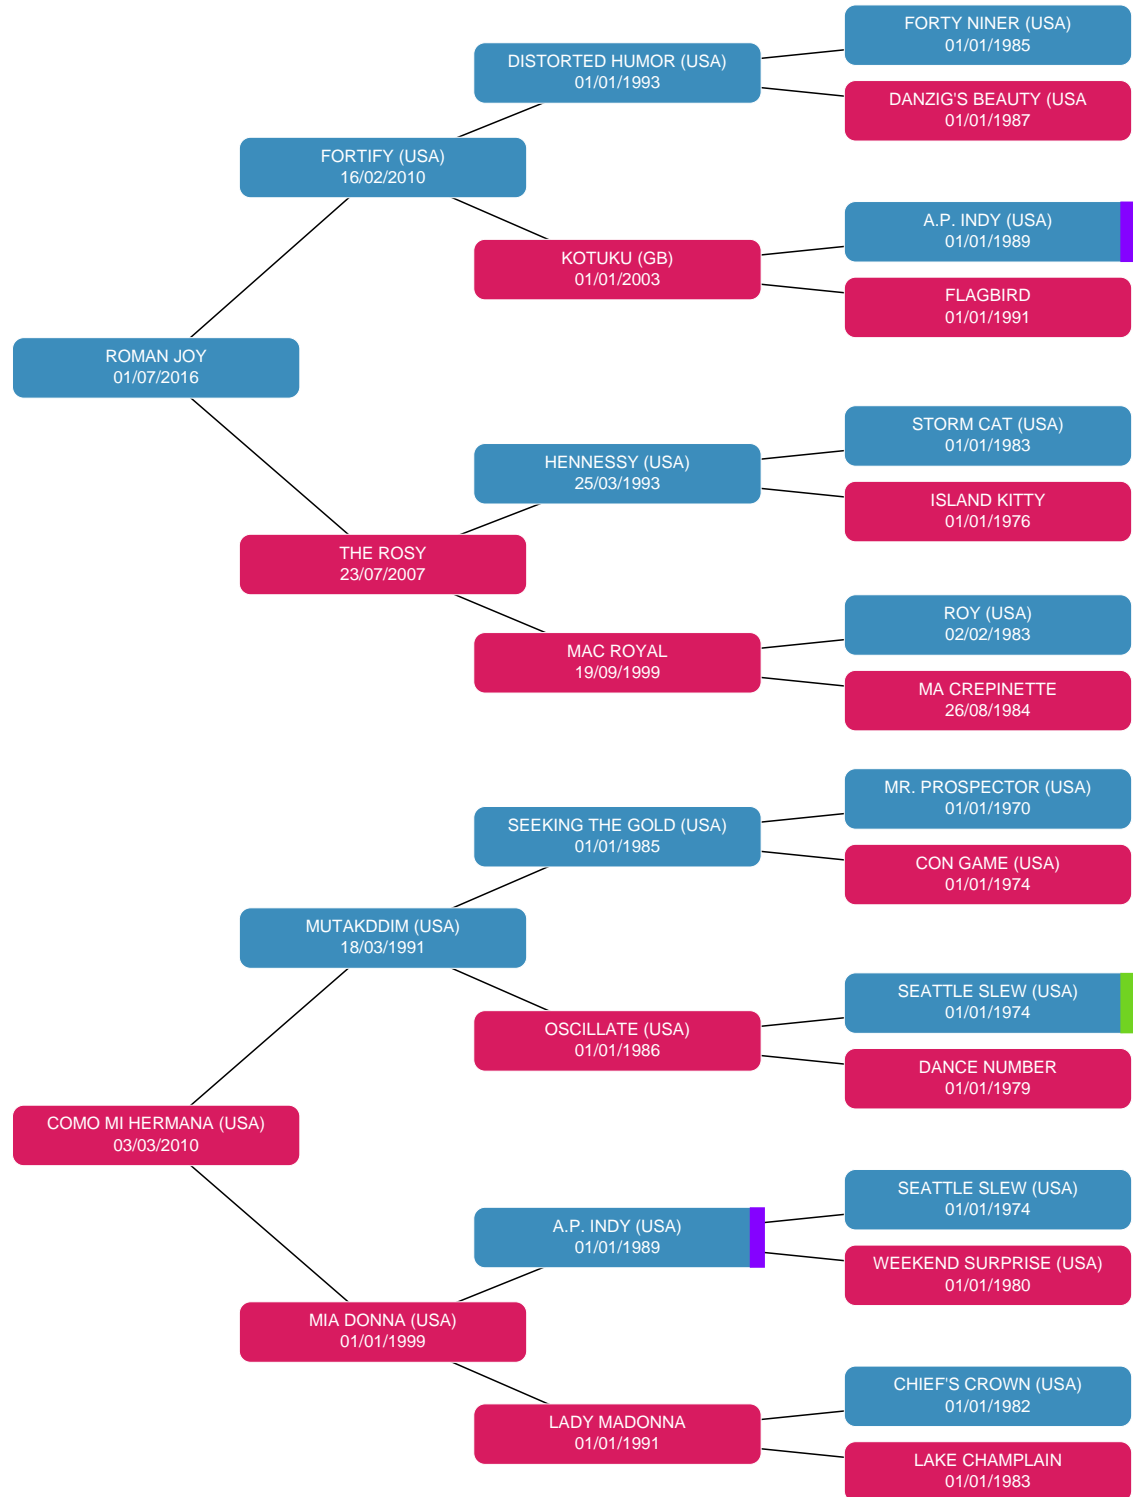 FORTY NINER (USA)
01/01/1985
DISTORTED HUMOR (USA)
01/01/1993
DANZIG'S BEAUTY (USA
01/01/1987
FORTIFY (USA)
16/02/2010
A.P. INDY (USA)
01/01/1989
KOTUKU (GB)
01/01/2003
FLAGBIRD
01/01/1991
ROMAN JOY
01/07/2016
STORM CAT (USA)
01/01/1983
HENNESSY (USA)
25/03/1993
ISLAND KITTY
01/01/1976
THE ROSY
23/07/2007
ROY (USA)
02/02/1983
MAC ROYAL
19/09/1999
MA CREPINETTE
26/08/1984
MR. PROSPECTOR (USA)
01/01/1970
SEEKING THE GOLD (USA)
01/01/1985
CON GAME (USA)
01/01/1974
MUTAKDDIM (USA)
18/03/1991
SEATTLE SLEW (USA)
01/01/1974
OSCILLATE (USA)
01/01/1986
DANCE NUMBER
01/01/1979
COMO MI HERMANA (USA)
03/03/2010
SEATTLE SLEW (USA)
01/01/1974
A.P. INDY (USA)
01/01/1989
WEEKEND SURPRISE (USA)
01/01/1980
MIA DONNA (USA)
01/01/1999
CHIEF'S CROWN (USA)
01/01/1982
LADY MADONNA
01/01/1991
LAKE CHAMPLAIN
01/01/1983